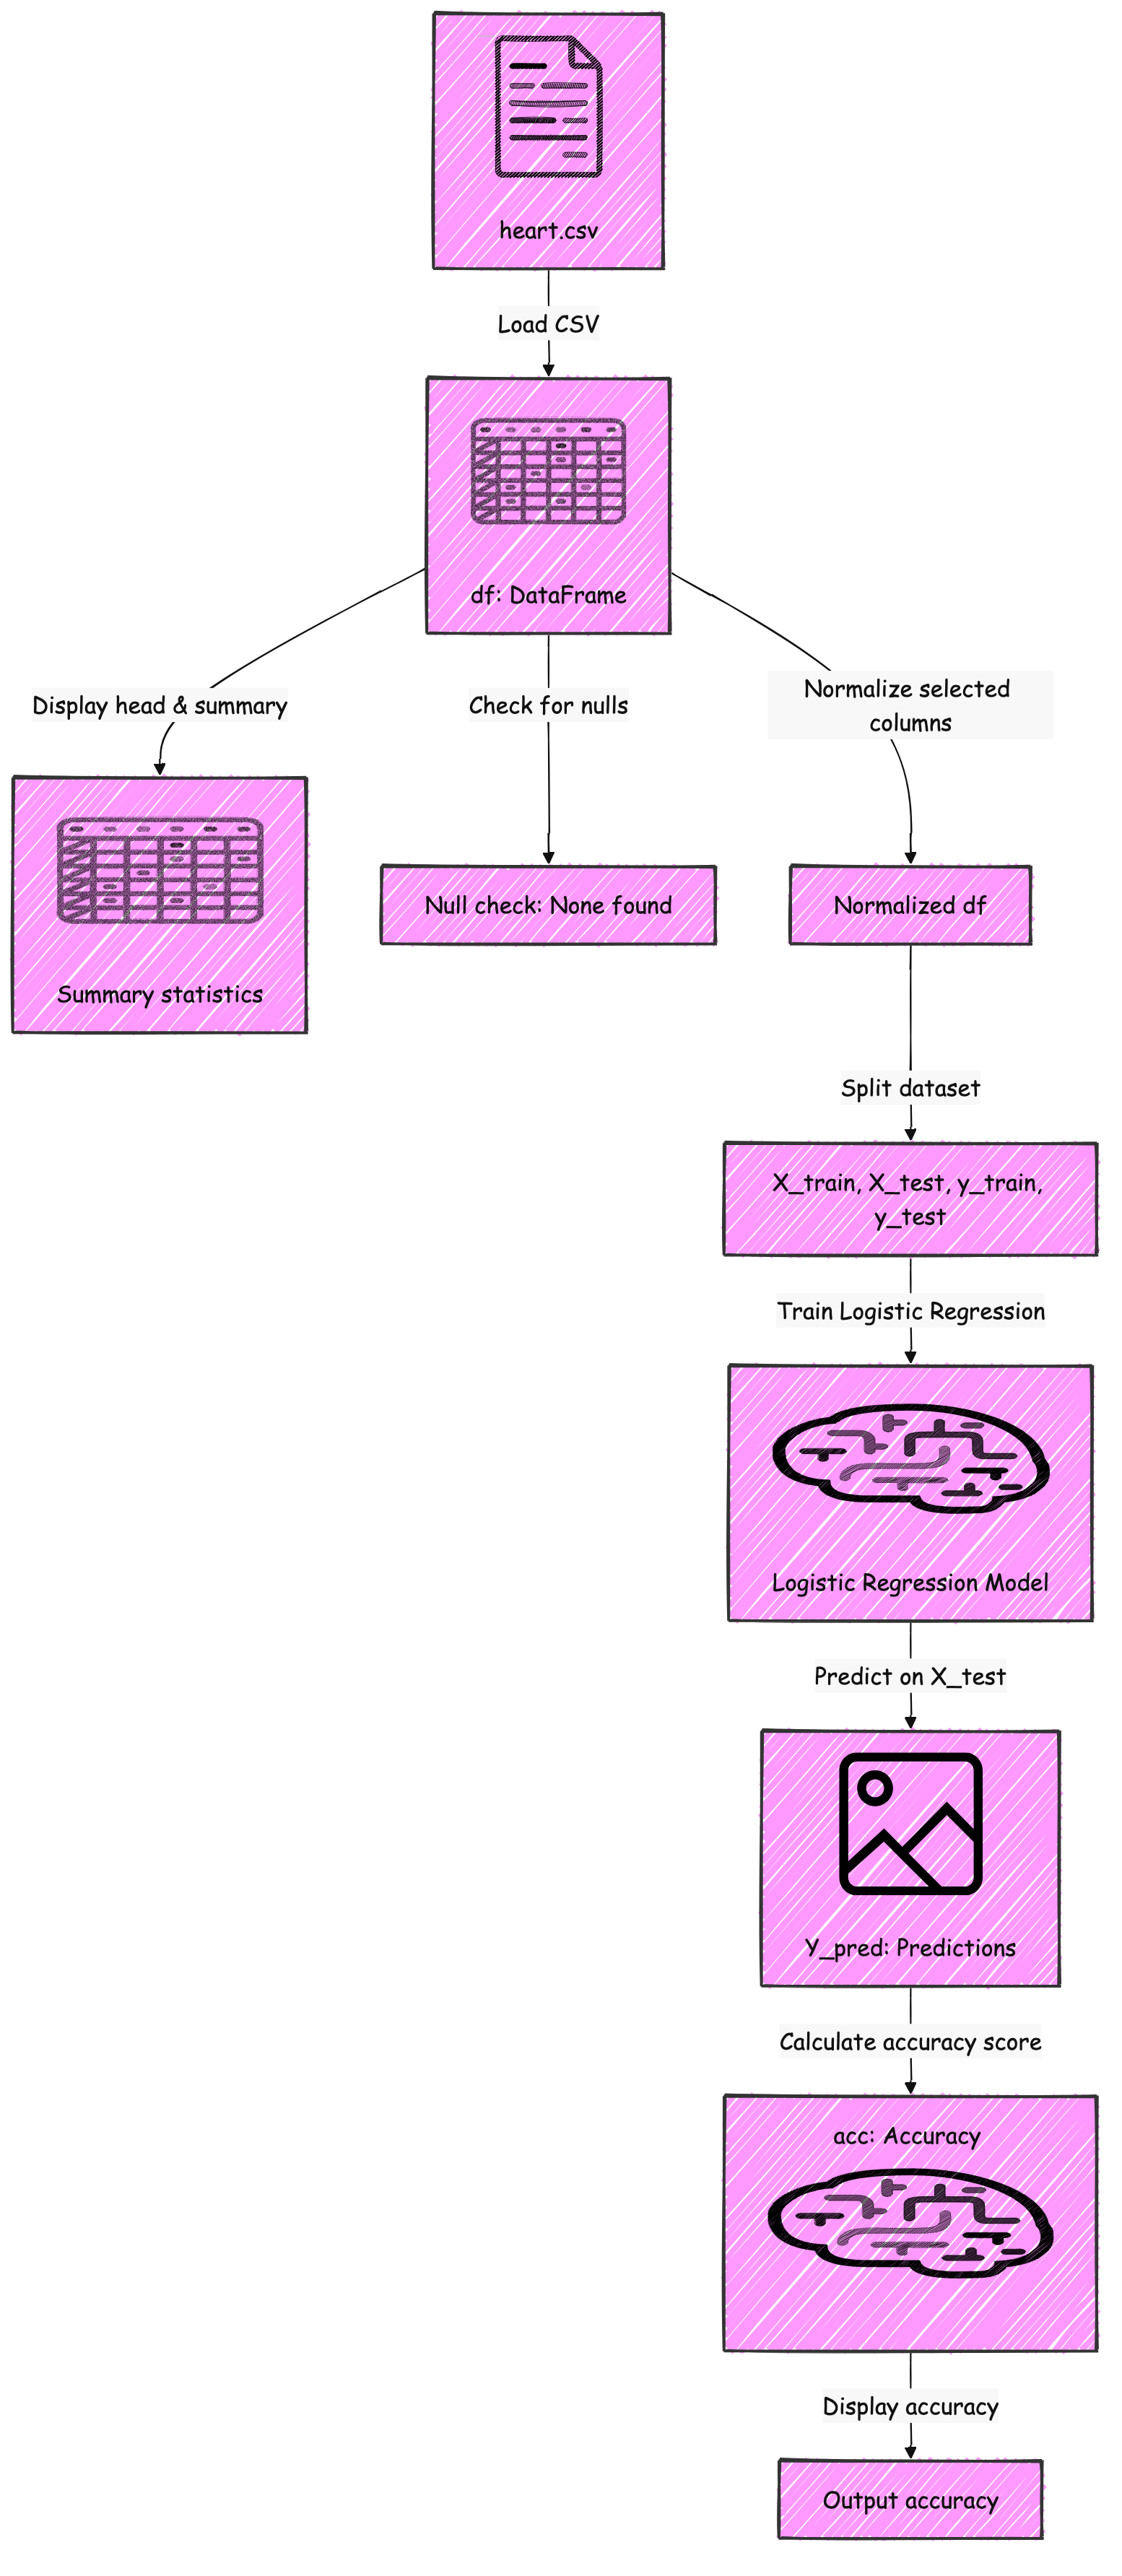 heart.csv
Load CSV
df: DataFrame
Display head & summary
Check for nulls
Normalize selected
columns
Summary statistics
Null check: None found
Normalized df
Split dataset
X_train, X_test, y_train,
y_test
Train Logistic Regression
Logistic Regression Model
Predict on X_test
Y_pred: Predictions
Calculate accuracy score
acc: Accuracy
Display accuracy
Output accuracy